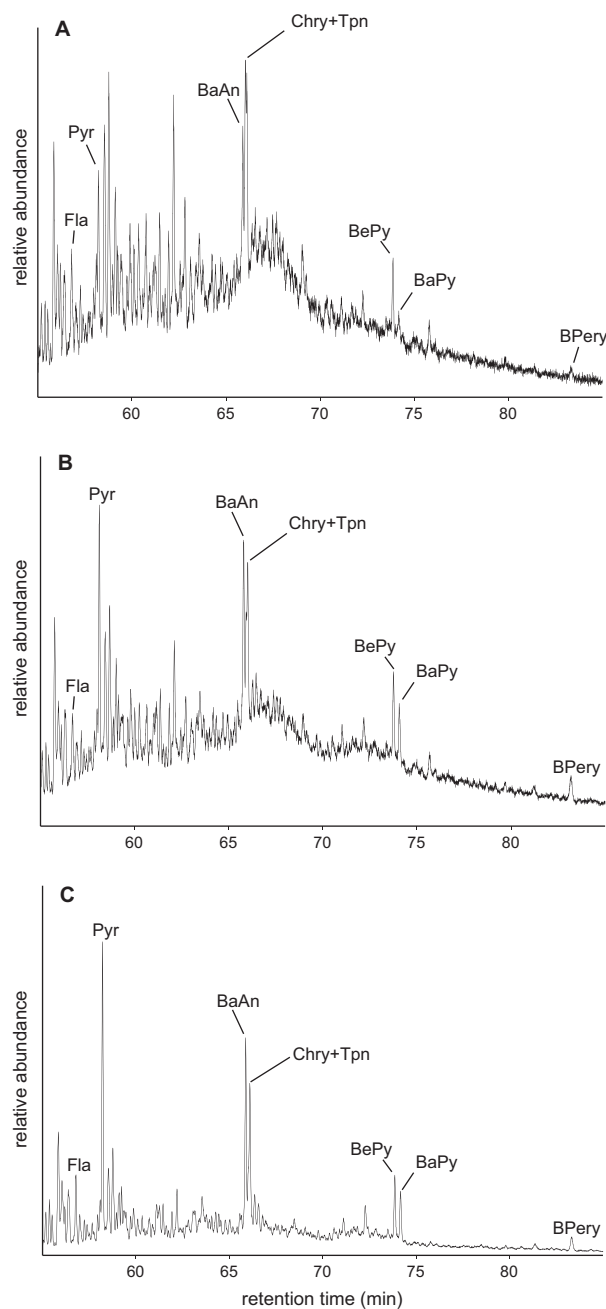 A
Chry+Tpn
BaAn
Pyr
Fla
BePy
BaPy
BPery
relative abundance
60 65 70 75 80
B
Pyr
BaAn
Chry+Tpn
BePy
BaPy
Fla
BPery
relative abundance
60 65 70 75 80
C
Pyr
BaAn
Chry+Tpn
BePy
BaPy
Fla
BPery
relative abundance
60 65 70 75 80
retention time (min)